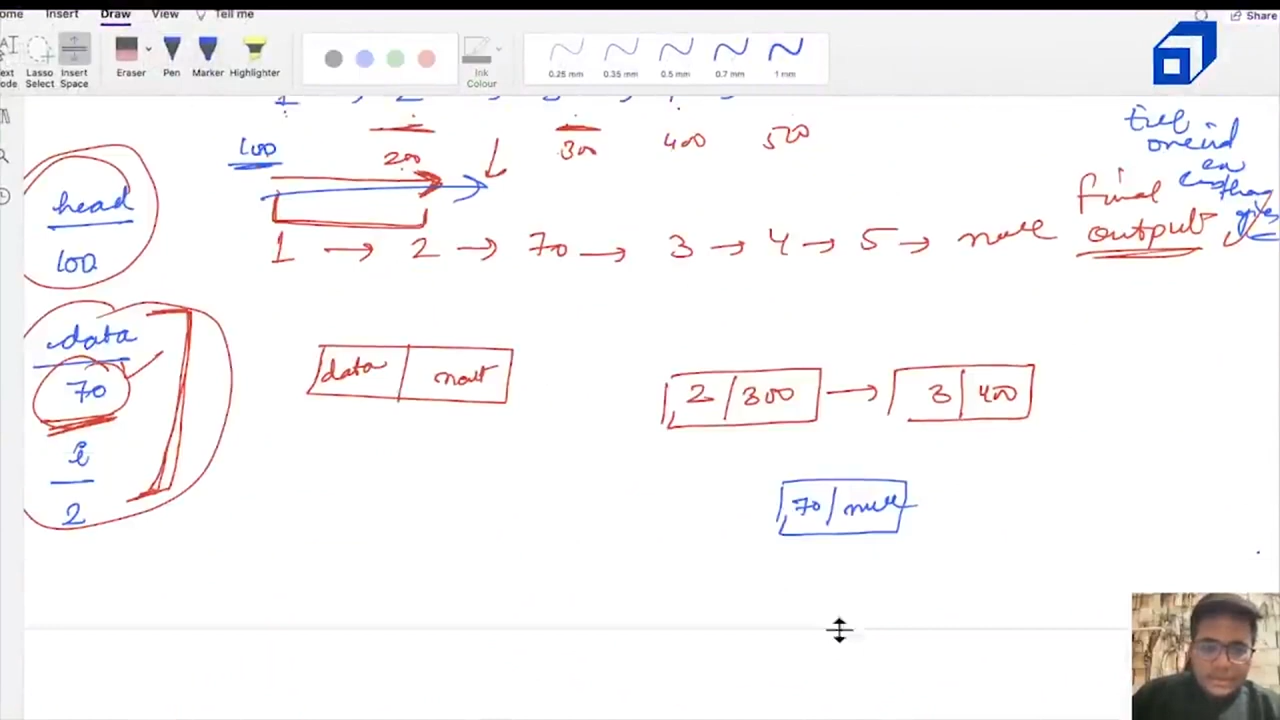 ome Insert Draw View Tell me Share
Eraser Pen Marker Highlighter
Lasso Select
Insert Space
Ink Colour
0.25 mm 0.35 mm 0.5 mm 0.7 mm 1 mm
100 200 300 400 500
head
100
1 → 2 → 70 → 3 → 4 → 5 → null
final output
till
data
70
i
2
data | next
2 | 300 → 3 | 400
70 | null